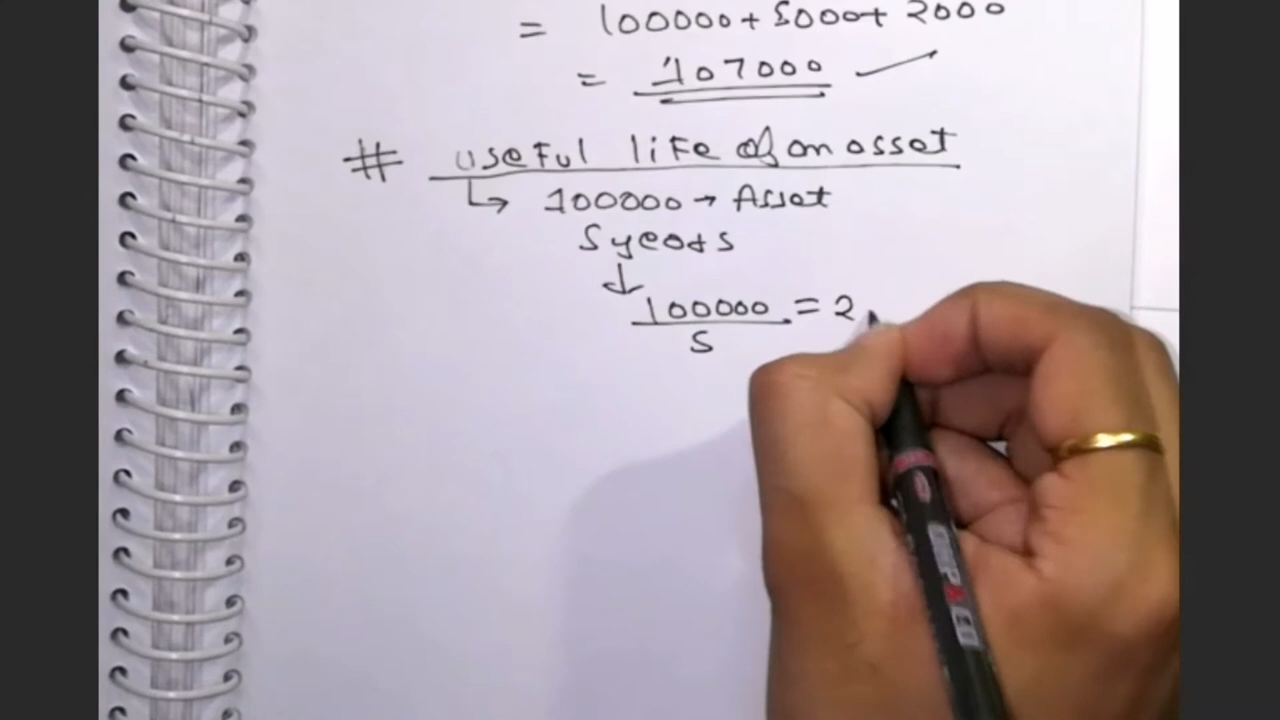 = 100000 + 5000 + 2000
= 107000
# useful life of an asset
100000 → Asset
5 years
100000 = 2
5